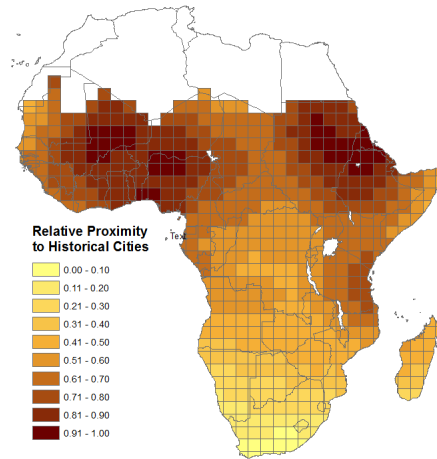 Text
Relative Proximity
to Historical Cities
0.00 - 0.10
0.11 - 0.20
0.21 - 0.30
0.31 - 0.40
0.41 - 0.50
0.51 - 0.60
0.61 - 0.70
0.71 - 0.80
0.81 - 0.90
0.91 - 1.00